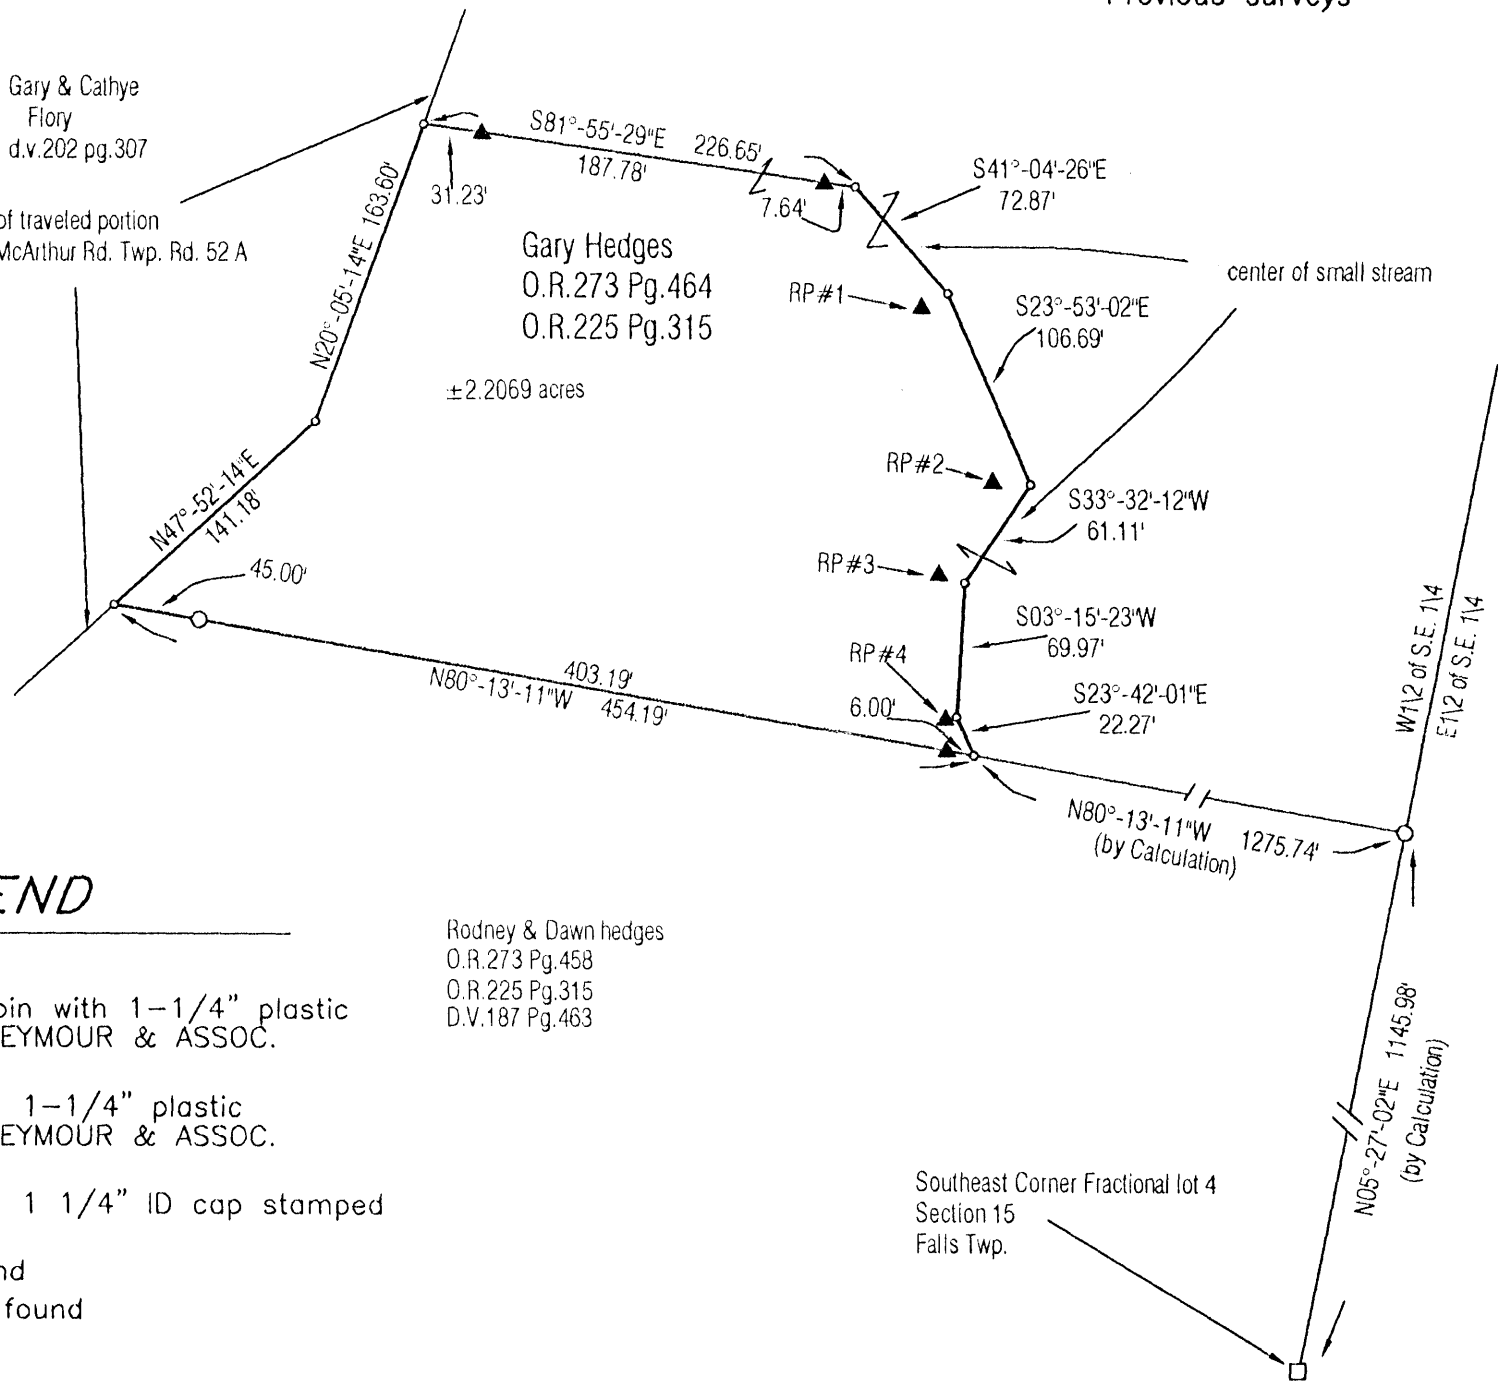 Previous surveys
Gary & Cathye
Flory
d.v.202 pg.307
of traveled portion
McArthur Rd. Twp. Rd. 52 A
S81°-55'-29"E 226.65'
187.78'
31.23'
7.64'
N20°-05'-14"E 163.60'
S41°-04'-26"E
72.87'
Gary Hedges
O.R.273 Pg.464
O.R.225 Pg.315
±2.2069 acres
RP#1
center of small stream
S23°-53'-02"E
106.69'
RP#2
S33°-32'-12"W
61.11'
N47°-52'-14"E
141.18'
45.00'
RP#3
S03°-15'-23"W
69.97'
RP#4
S23°-42'-01"E
22.27'
6.00'
403.19'
N80°-13'-11"W 454.19'
W1\2 of S.E. 1\4
E1\2 of S.E. 1\4
N80°-13'-11"W 1275.74'
(by Calculation)
END
Rodney & Dawn hedges
O.R.273 Pg.458
O.R.225 Pg.315
D.V.187 Pg.463
pin with 1-1/4" plastic
EYMOUR & ASSOC.
1-1/4" plastic
EYMOUR & ASSOC.
1 1/4" ID cap stamped
nd
found
N05°-27'-02"E 1145.98'
(by Calculation)
Southeast Corner Fractional lot 4
Section 15
Falls Twp.